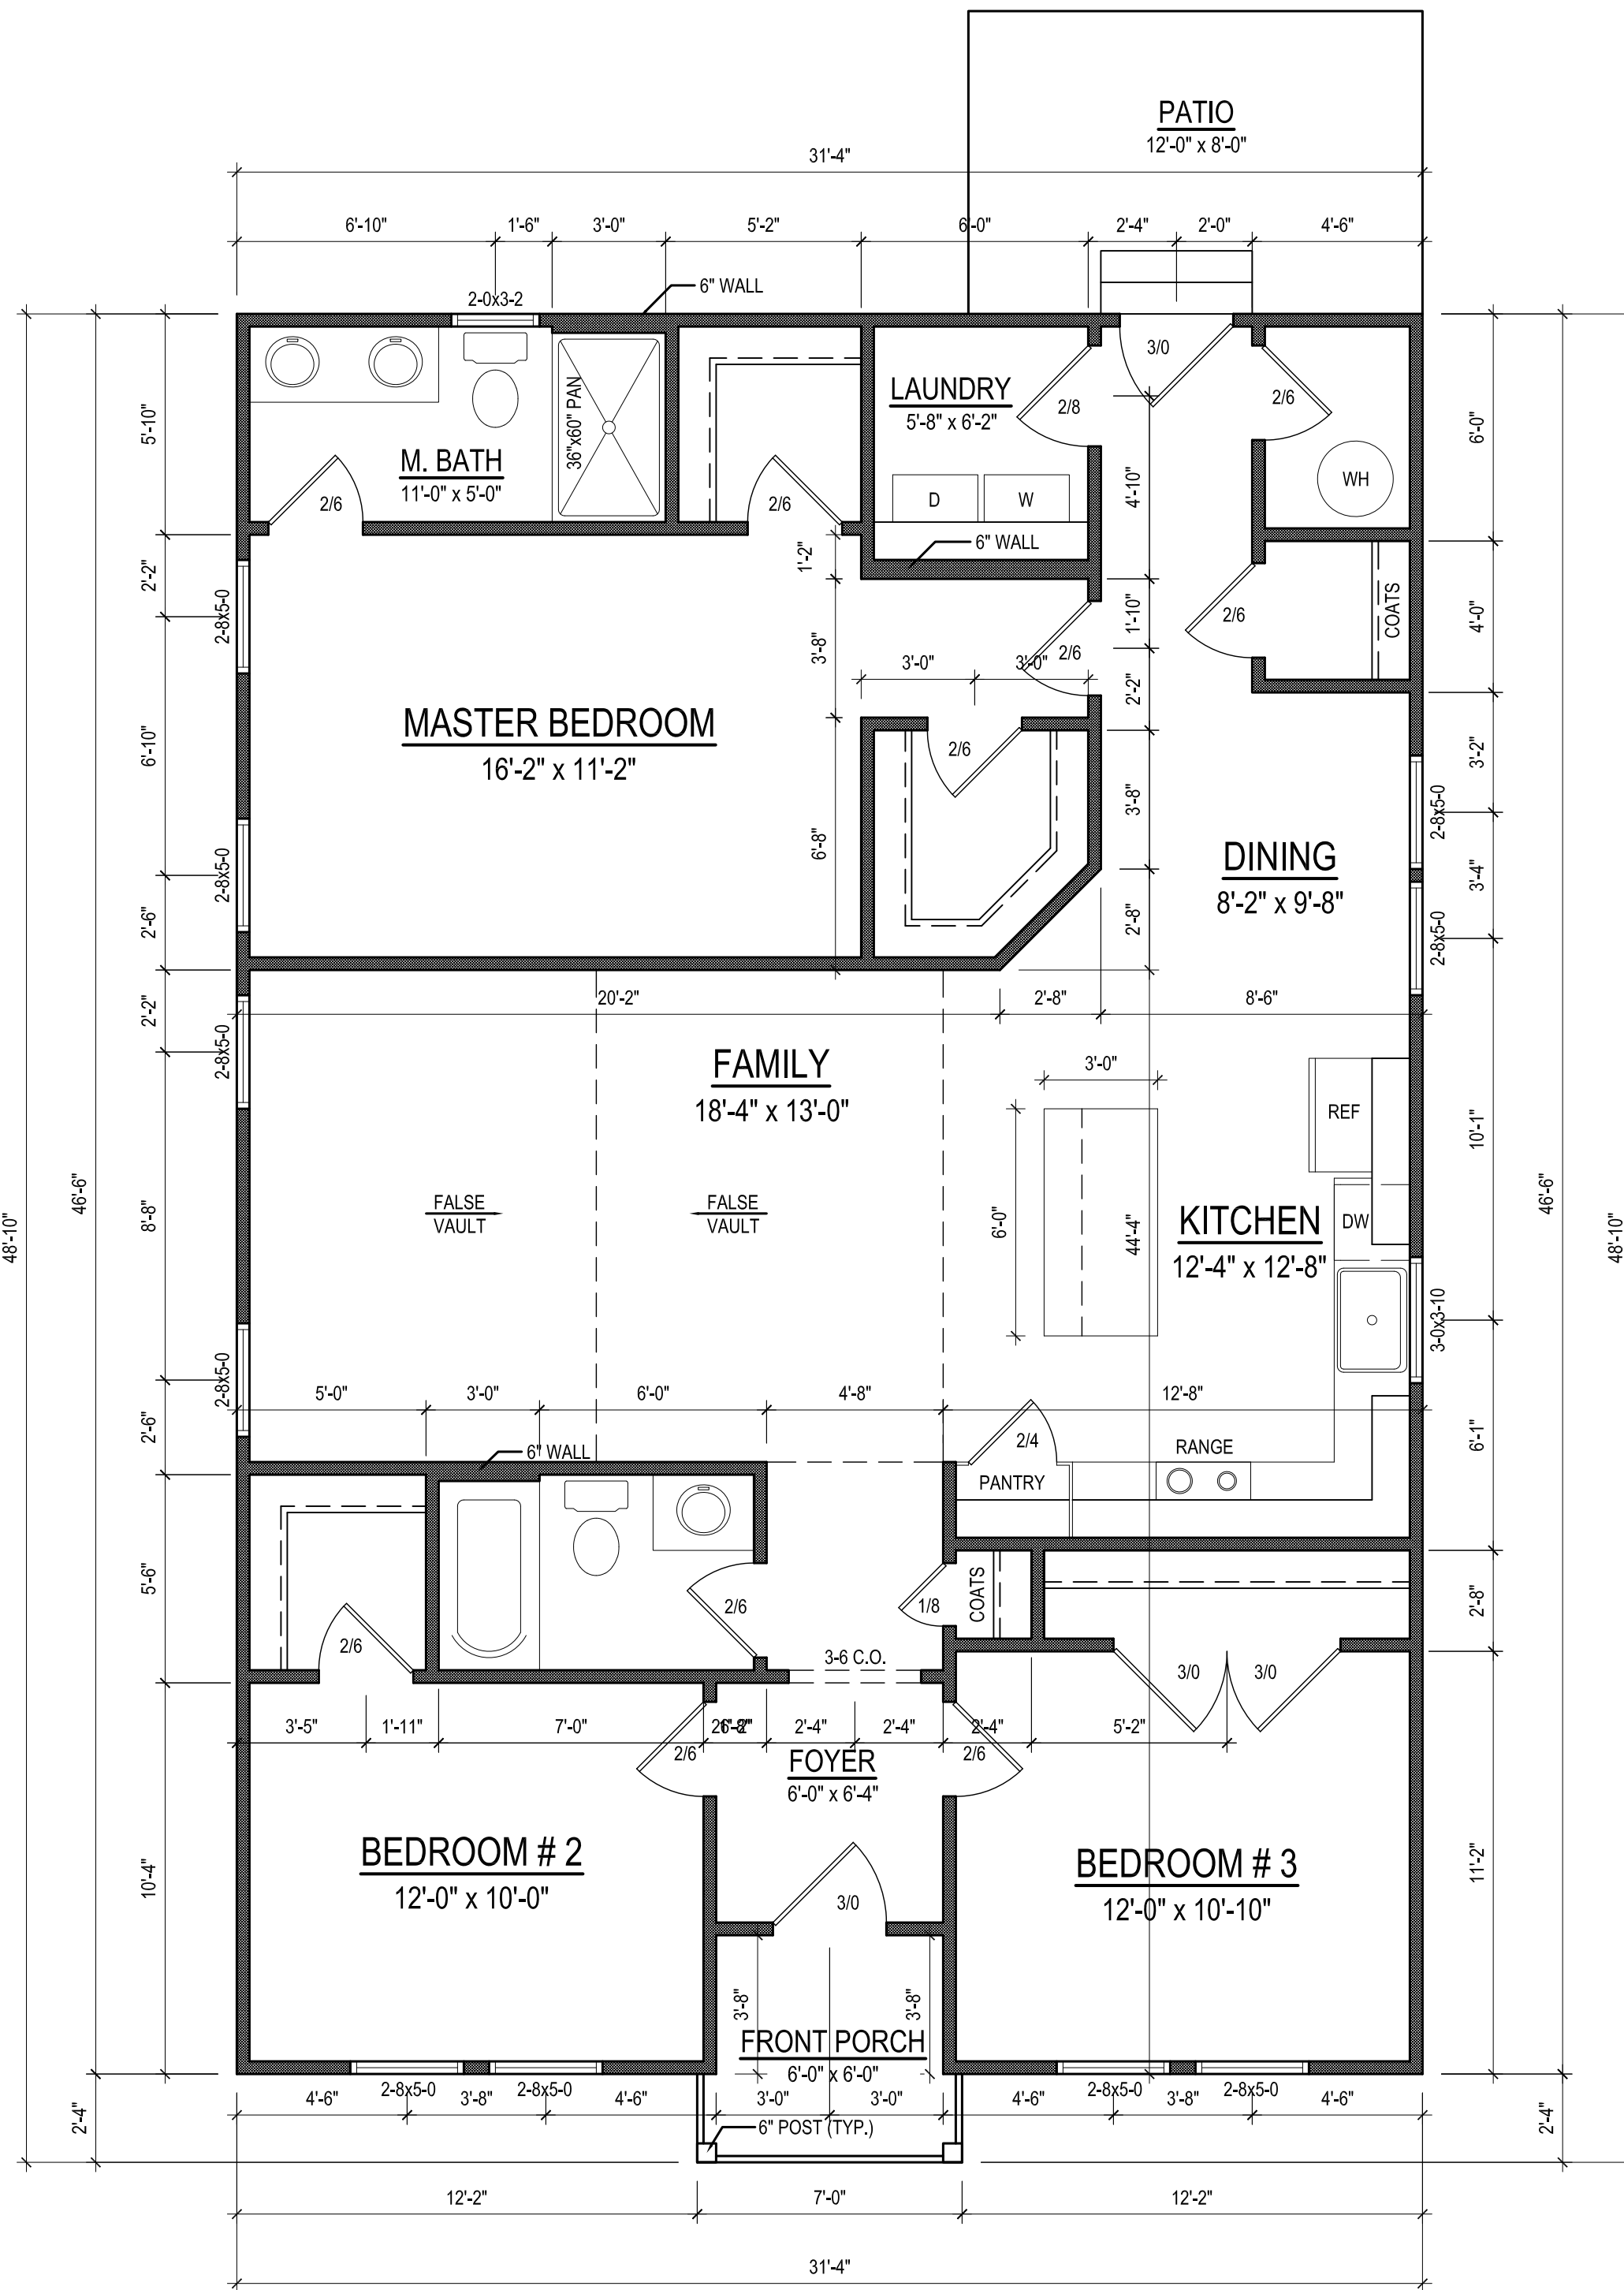 PATIO
12'-0" x 8'-0"
31'-4"
6'-10"
1'-6"
3'-0"
5'-2"
6'-0"
2'-4"
2'-0"
4'-6"
6" WALL
2-0x3-2
3/0
LAUNDRY
5'-8" x 6'-2"
2/8
2/6
36"x60" PAN
5'-10"
6'-0"
M. BATH
11'-0" x 5'-0"
2/6
2/6
D
W
WH
4'-10"
6" WALL
1'-2"
2'-2"
2-8x5-0
1'-10"
2/6
COATS
4'-0"
3'-8"
2/6
3'-0"
3'-0"
2'-2"
MASTER BEDROOM
16'-2" x 11'-2"
6'-10"
2/6
3'-2"
3'-8"
2-8x5-0
6'-8"
DINING
8'-2" x 9'-8"
3'-4"
2-8x5-0
2'-6"
2'-8"
2-8x5-0
20'-2"
2'-8"
8'-6"
2'-2"
2-8x5-0
FAMILY
18'-4" x 13'-0"
3'-0"
REF
10'-1"
46'-6"
48'-10"
8'-8"
FALSE
VAULT
FALSE
VAULT
6'-0"
44'-4"
KITCHEN
12'-4" x 12'-8"
DW
46'-6"
48'-10"
3-0x3-10
2-8x5-0
5'-0"
3'-0"
6'-0"
4'-8"
12'-8"
2'-6"
6" WALL
2/4
RANGE
6'-1"
PANTRY
5'-6"
2/6
2/6
1/8
COATS
2'-8"
3-6 C.O.
3/0
3/0
3'-5"
1'-11"
7'-0"
2'-4"
2'-4"
2'-4"
5'-2"
2/6
2/6
FOYER
6'-0" x 6'-4"
BEDROOM # 2
12'-0" x 10'-0"
10'-4"
BEDROOM # 3
12'-0" x 10'-10"
11'-2"
3/0
3'-8"
3'-8"
FRONT PORCH
6'-0" x 6'-0"
4'-6"
2-8x5-0
3'-8"
2-8x5-0
4'-6"
3'-0"
3'-0"
4'-6"
2-8x5-0
3'-8"
2-8x5-0
4'-6"
2'-4"
6" POST (TYP.)
2'-4"
12'-2"
7'-0"
12'-2"
31'-4"